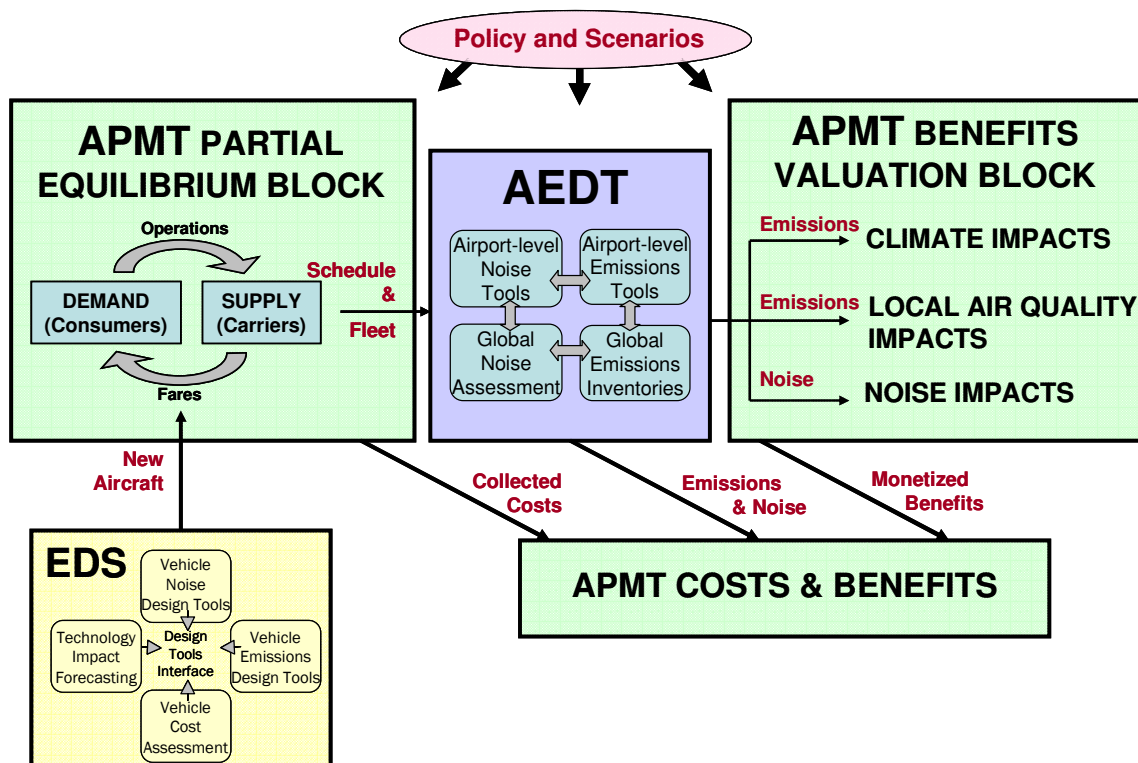 Policy and Scenarios
APMT PARTIAL
EQUILIBRIUM BLOCK
Operations
DEMAND
(Consumers)
SUPPLY
(Carriers)
Fares
Schedule
&
Fleet
AEDT
Airport-level
Noise
Tools
Airport-level
Emissions
Tools
Global
Noise
Assessment
Global
Emissions
Inventories
APMT BENEFITS
VALUATION BLOCK
Emissions
CLIMATE IMPACTS
Emissions
LOCAL AIR QUALITY
IMPACTS
Noise
NOISE IMPACTS
New
Aircraft
Collected
Costs
Emissions
& Noise
Monetized
Benefits
EDS
Vehicle
Noise
Design Tools
Technology
Impact
Forecasting
Design
Tools
Interface
Vehicle
Emissions
Design Tools
Vehicle
Cost
Assessment
APMT COSTS & BENEFITS